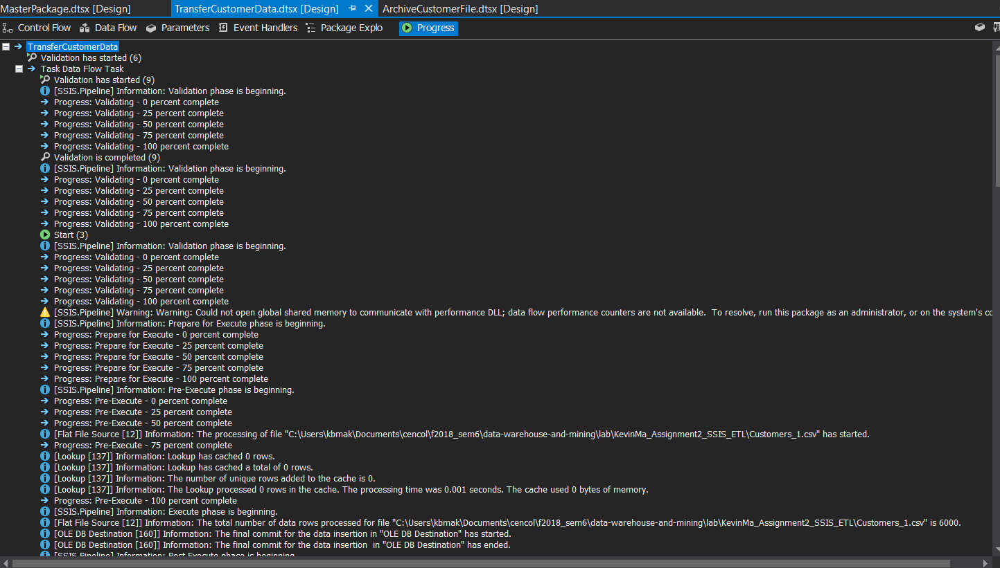 MasterPackage.dtsx [Design] TransferCustomerData.dtsx [Design] ArchiveCustomerFile.dtsx [Design]
Control Flow Data Flow Parameters Event Handlers Package Explo Progress
TransferCustomerData
Validation has started (6)
Task Data Flow Task
Validation has started (9)
[SSIS.Pipeline] Information: Validation phase is beginning.
Progress: Validating - 0 percent complete
Progress: Validating - 25 percent complete
Progress: Validating - 50 percent complete
Progress: Validating - 75 percent complete
Progress: Validating - 100 percent complete
Validation is completed (9)
[SSIS.Pipeline] Information: Validation phase is beginning.
Progress: Validating - 0 percent complete
Progress: Validating - 25 percent complete
Progress: Validating - 50 percent complete
Progress: Validating - 75 percent complete
Progress: Validating - 100 percent complete
Start (3)
[SSIS.Pipeline] Information: Validation phase is beginning.
Progress: Validating - 0 percent complete
Progress: Validating - 25 percent complete
Progress: Validating - 50 percent complete
Progress: Validating - 75 percent complete
Progress: Validating - 100 percent complete
[SSIS.Pipeline] Warning: Warning: Could not open global shared memory to communicate with performance DLL; data flow performance counters are not available.  To resolve, run this package as an administrator, or on the system's co
[SSIS.Pipeline] Information: Prepare for Execute phase is beginning.
Progress: Prepare for Execute - 0 percent complete
Progress: Prepare for Execute - 25 percent complete
Progress: Prepare for Execute - 50 percent complete
Progress: Prepare for Execute - 75 percent complete
Progress: Prepare for Execute - 100 percent complete
[SSIS.Pipeline] Information: Pre-Execute phase is beginning.
Progress: Pre-Execute - 0 percent complete
Progress: Pre-Execute - 25 percent complete
Progress: Pre-Execute - 50 percent complete
[Flat File Source [12]] Information: The processing of file "C:\Users\kbmak\Documents\cencol\f2018_sem6\data-warehouse-and-mining\lab\KevinMa_Assignment2_SSIS_ETL\Customers_1.csv" has started.
Progress: Pre-Execute - 75 percent complete
[Lookup [137]] Information: Lookup has cached 0 rows.
[Lookup [137]] Information: Lookup has cached a total of 0 rows.
[Lookup [137]] Information: The number of unique rows added to the cache is 0.
[Lookup [137]] Information: The Lookup processed 0 rows in the cache. The processing time was 0.001 seconds. The cache used 0 bytes of memory.
Progress: Pre-Execute - 100 percent complete
[SSIS.Pipeline] Information: Execute phase is beginning.
[Flat File Source [12]] Information: The total number of data rows processed for file "C:\Users\kbmak\Documents\cencol\f2018_sem6\data-warehouse-and-mining\lab\KevinMa_Assignment2_SSIS_ETL\Customers_1.csv" is 6000.
[OLE DB Destination [160]] Information: The final commit for the data insertion in "OLE DB Destination" has started.
[OLE DB Destination [160]] Information: The final commit for the data insertion  in "OLE DB Destination" has ended.
[SSIS.Pipeline] Information: Post Execute phase is beginning.